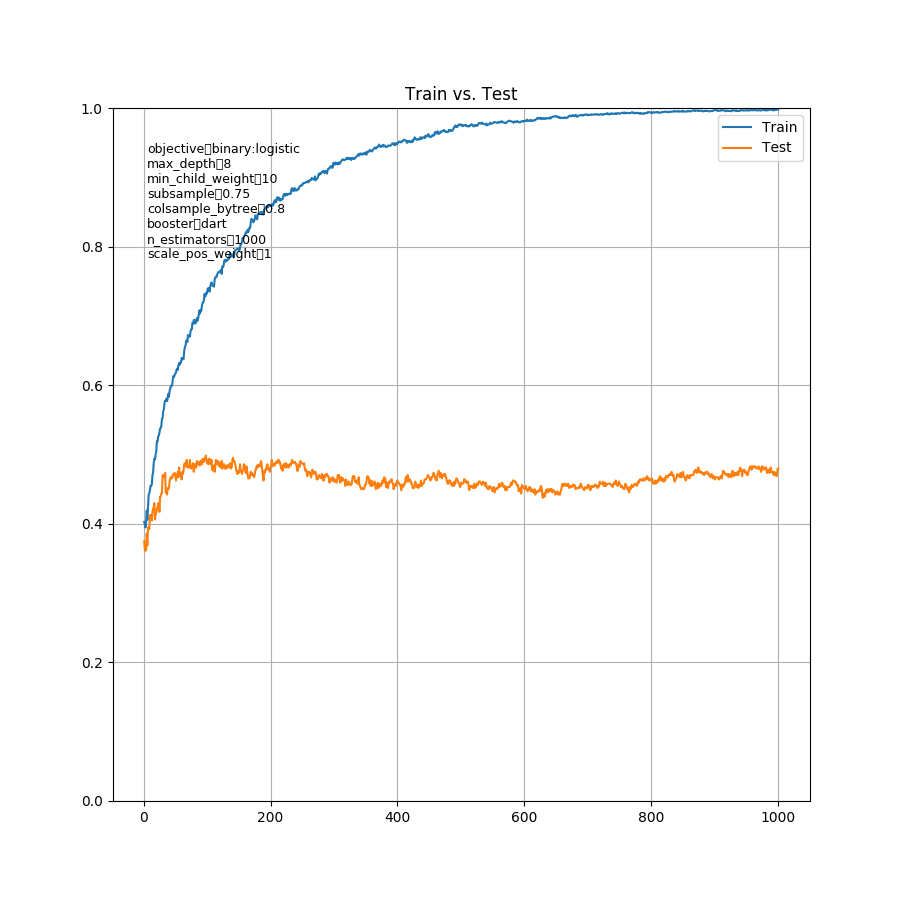 Train vs. Test
1.0
0.8
0.6
0.4
0.2
0.0
objective▯binary:logistic
max_depth▯8
min_child_weight▯10
subsample▯0.75
colsample_bytree▯0.8
booster▯dart
n_estimators▯1000
scale_pos_weight▯1
Train
Test
0 200 400 600 800 1000